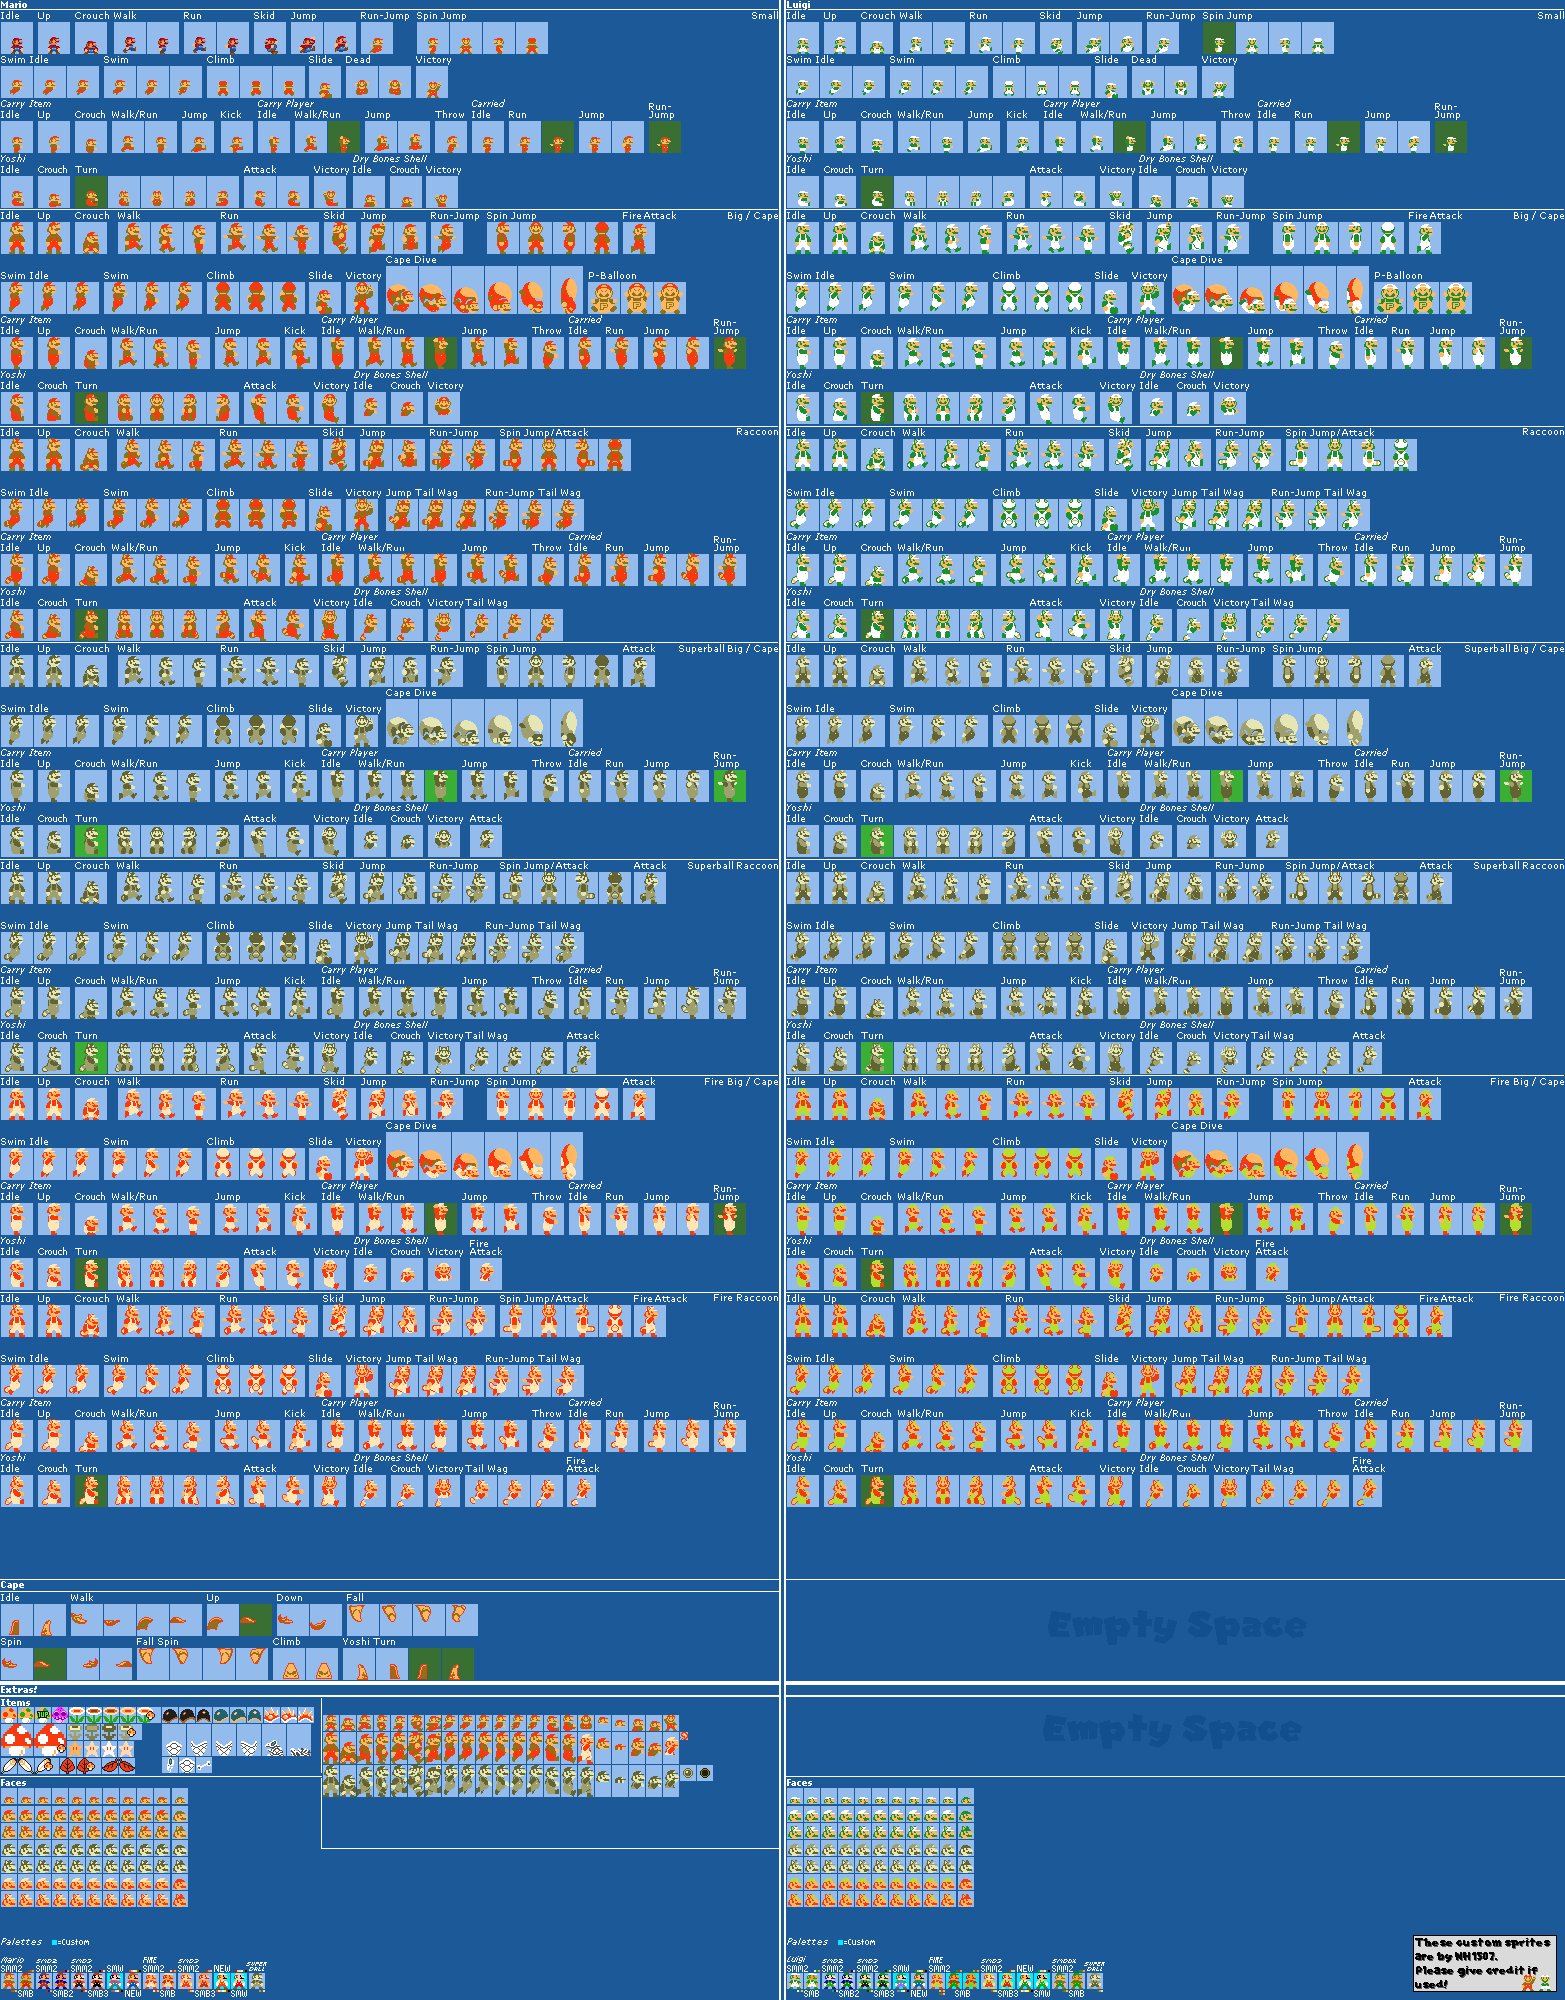 Mario
Idle Up Crouch Walk Run Skid Jump Run-Jump Spin Jump Small
Swim Idle Swim Climb Slide Dead Victory
Carry Item Carry Player Carried Run-
Idle Up Crouch Walk/Run Jump Kick Idle Walk/Run Jump Throw Idle Run Jump Jump
Yoshi Dry Bones Shell
Idle Crouch Turn Attack Victory Idle Crouch Victory
Idle Up Crouch Walk Run Skid Jump Run-Jump Spin Jump Fire Attack Big / Cape
Cape Dive
Swim Idle Swim Climb Slide Victory P-Balloon
Carry Item Carry Player Carried Run-
Idle Up Crouch Walk/Run Jump Kick Idle Walk/Run Jump Throw Idle Run Jump Jump
Yoshi Dry Bones Shell
Idle Crouch Turn Attack Victory Idle Crouch Victory
Idle Up Crouch Walk Run Skid Jump Run-Jump Spin Jump/Attack Raccoon
Swim Idle Swim Climb Slide Victory Jump Tail Wag Run-Jump Tail Wag
Carry Item Carry Player Carried Run-
Idle Up Crouch Walk/Run Jump Kick Idle Walk/Run Jump Throw Idle Run Jump Jump
Yoshi Dry Bones Shell
Idle Crouch Turn Attack Victory Idle Crouch Victory Tail Wag
Idle Up Crouch Walk Run Skid Jump Run-Jump Spin Jump Attack Superball Big / Cape
Cape Dive
Swim Idle Swim Climb Slide Victory
Carry Item Carry Player Carried Run-
Idle Up Crouch Walk/Run Jump Kick Idle Walk/Run Jump Throw Idle Run Jump Jump
Yoshi Dry Bones Shell
Idle Crouch Turn Attack Victory Idle Crouch Victory Attack
Idle Up Crouch Walk Run Skid Jump Run-Jump Spin Jump/Attack Attack Superball Raccoon
Swim Idle Swim Climb Slide Victory Jump Tail Wag Run-Jump Tail Wag
Carry Item Carry Player Carried Run-
Idle Up Crouch Walk/Run Jump Kick Idle Walk/Run Jump Throw Idle Run Jump Jump
Yoshi Dry Bones Shell
Idle Crouch Turn Attack Victory Idle Crouch Victory Tail Wag Attack
Idle Up Crouch Walk Run Skid Jump Run-Jump Spin Jump Attack Fire Big / Cape
Cape Dive
Swim Idle Swim Climb Slide Victory
Carry Item Carry Player Carried Run-
Idle Up Crouch Walk/Run Jump Kick Idle Walk/Run Jump Throw Idle Run Jump Jump
Yoshi Dry Bones Shell Fire
Idle Crouch Turn Attack Victory Idle Crouch Victory Attack
Idle Up Crouch Walk Run Skid Jump Run-Jump Spin Jump/Attack Fire Attack Fire Raccoon
Swim Idle Swim Climb Slide Victory Jump Tail Wag Run-Jump Tail Wag
Carry Item Carry Player Carried Run-
Idle Up Crouch Walk/Run Jump Kick Idle Walk/Run Jump Throw Idle Run Jump Jump
Yoshi Dry Bones Shell Fire
Idle Crouch Turn Attack Victory Idle Crouch Victory Tail Wag Attack
Cape
Idle Walk Up Down Fall
Spin Fall Spin Climb Yoshi Turn
Extras!
Items
Faces
Palettes =Custom
Mario SMB2 SMB3 FIRE SMB3 SUPER BALL
SMM2 SMM2 SMM2 SMW SMM2 SMM2 NEW
SMB SMB2 SMB3 NEW SMB SMB3 SMW
Luigi
Idle Up Crouch Walk Run Skid Jump Run-Jump Spin Jump Small
Swim Idle Swim Climb Slide Dead Victory
Carry Item Carry Player Carried Run-
Idle Up Crouch Walk/Run Jump Kick Idle Walk/Run Jump Throw Idle Run Jump Jump
Yoshi Dry Bones Shell
Idle Crouch Turn Attack Victory Idle Crouch Victory
Idle Up Crouch Walk Run Skid Jump Run-Jump Spin Jump Fire Attack Big / Cape
Cape Dive
Swim Idle Swim Climb Slide Victory P-Balloon
Carry Item Carry Player Carried Run-
Idle Up Crouch Walk/Run Jump Kick Idle Walk/Run Jump Throw Idle Run Jump Jump
Yoshi Dry Bones Shell
Idle Crouch Turn Attack Victory Idle Crouch Victory
Idle Up Crouch Walk Run Skid Jump Run-Jump Spin Jump/Attack Raccoon
Swim Idle Swim Climb Slide Victory Jump Tail Wag Run-Jump Tail Wag
Carry Item Carry Player Carried Run-
Idle Up Crouch Walk/Run Jump Kick Idle Walk/Run Jump Throw Idle Run Jump Jump
Yoshi Dry Bones Shell
Idle Crouch Turn Attack Victory Idle Crouch Victory Tail Wag
Idle Up Crouch Walk Run Skid Jump Run-Jump Spin Jump Attack Superball Big / Cape
Cape Dive
Swim Idle Swim Climb Slide Victory
Carry Item Carry Player Carried Run-
Idle Up Crouch Walk/Run Jump Kick Idle Walk/Run Jump Throw Idle Run Jump Jump
Yoshi Dry Bones Shell
Idle Crouch Turn Attack Victory Idle Crouch Victory Attack
Idle Up Crouch Walk Run Skid Jump Run-Jump Spin Jump/Attack Attack Superball Raccoon
Swim Idle Swim Climb Slide Victory Jump Tail Wag Run-Jump Tail Wag
Carry Item Carry Player Carried Run-
Idle Up Crouch Walk/Run Jump Kick Idle Walk/Run Jump Throw Idle Run Jump Jump
Yoshi Dry Bones Shell
Idle Crouch Turn Attack Victory Idle Crouch Victory Tail Wag Attack
Idle Up Crouch Walk Run Skid Jump Run-Jump Spin Jump Attack Fire Big / Cape
Cape Dive
Swim Idle Swim Climb Slide Victory
Carry Item Carry Player Carried Run-
Idle Up Crouch Walk/Run Jump Kick Idle Walk/Run Jump Throw Idle Run Jump Jump
Yoshi Dry Bones Shell Fire
Idle Crouch Turn Attack Victory Idle Crouch Victory Attack
Idle Up Crouch Walk Run Skid Jump Run-Jump Spin Jump/Attack Fire Attack Fire Raccoon
Swim Idle Swim Climb Slide Victory Jump Tail Wag Run-Jump Tail Wag
Carry Item Carry Player Carried Run-
Idle Up Crouch Walk/Run Jump Kick Idle Walk/Run Jump Throw Idle Run Jump Jump
Yoshi Dry Bones Shell Fire
Idle Crouch Turn Attack Victory Idle Crouch Victory Tail Wag Attack
Empty Space
Empty Space
Faces
Palettes =Custom
Luigi FIRE SUPER BALL
SMM2 SMM2 SMM2 SMW SMM2 SMM2 NEW SMM2
SMB SMB2 SMB3 NEW SMB SMB3 SMW SMB
These custom sprites
are by NH1507.
Please give credit if
used!